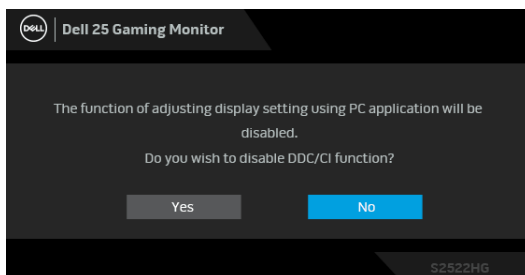 DELL
Dell 25 Gaming Monitor
The function of adjusting display setting using PC application will be
disabled.
Do you wish to disable DDC/CI function?
Yes
No
S2522HG